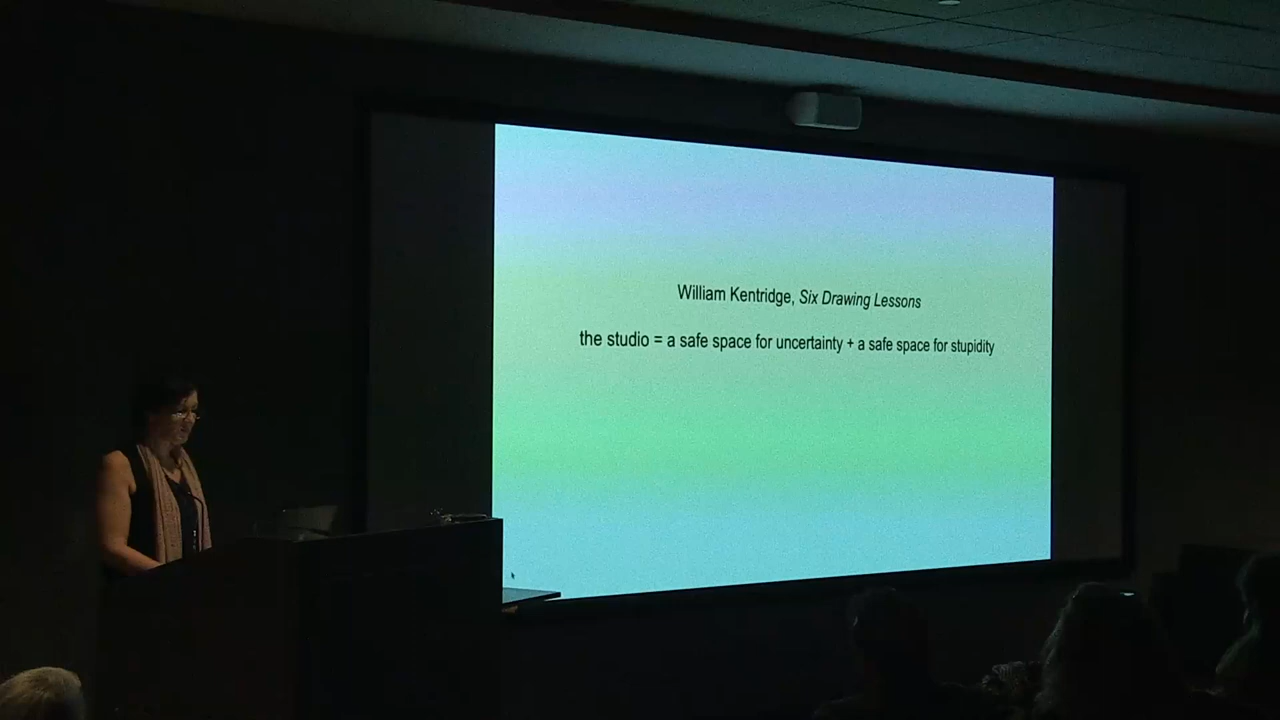 William Kentridge, Six Drawing Lessons
the studio = a safe space for uncertainty + a safe space for stupidity